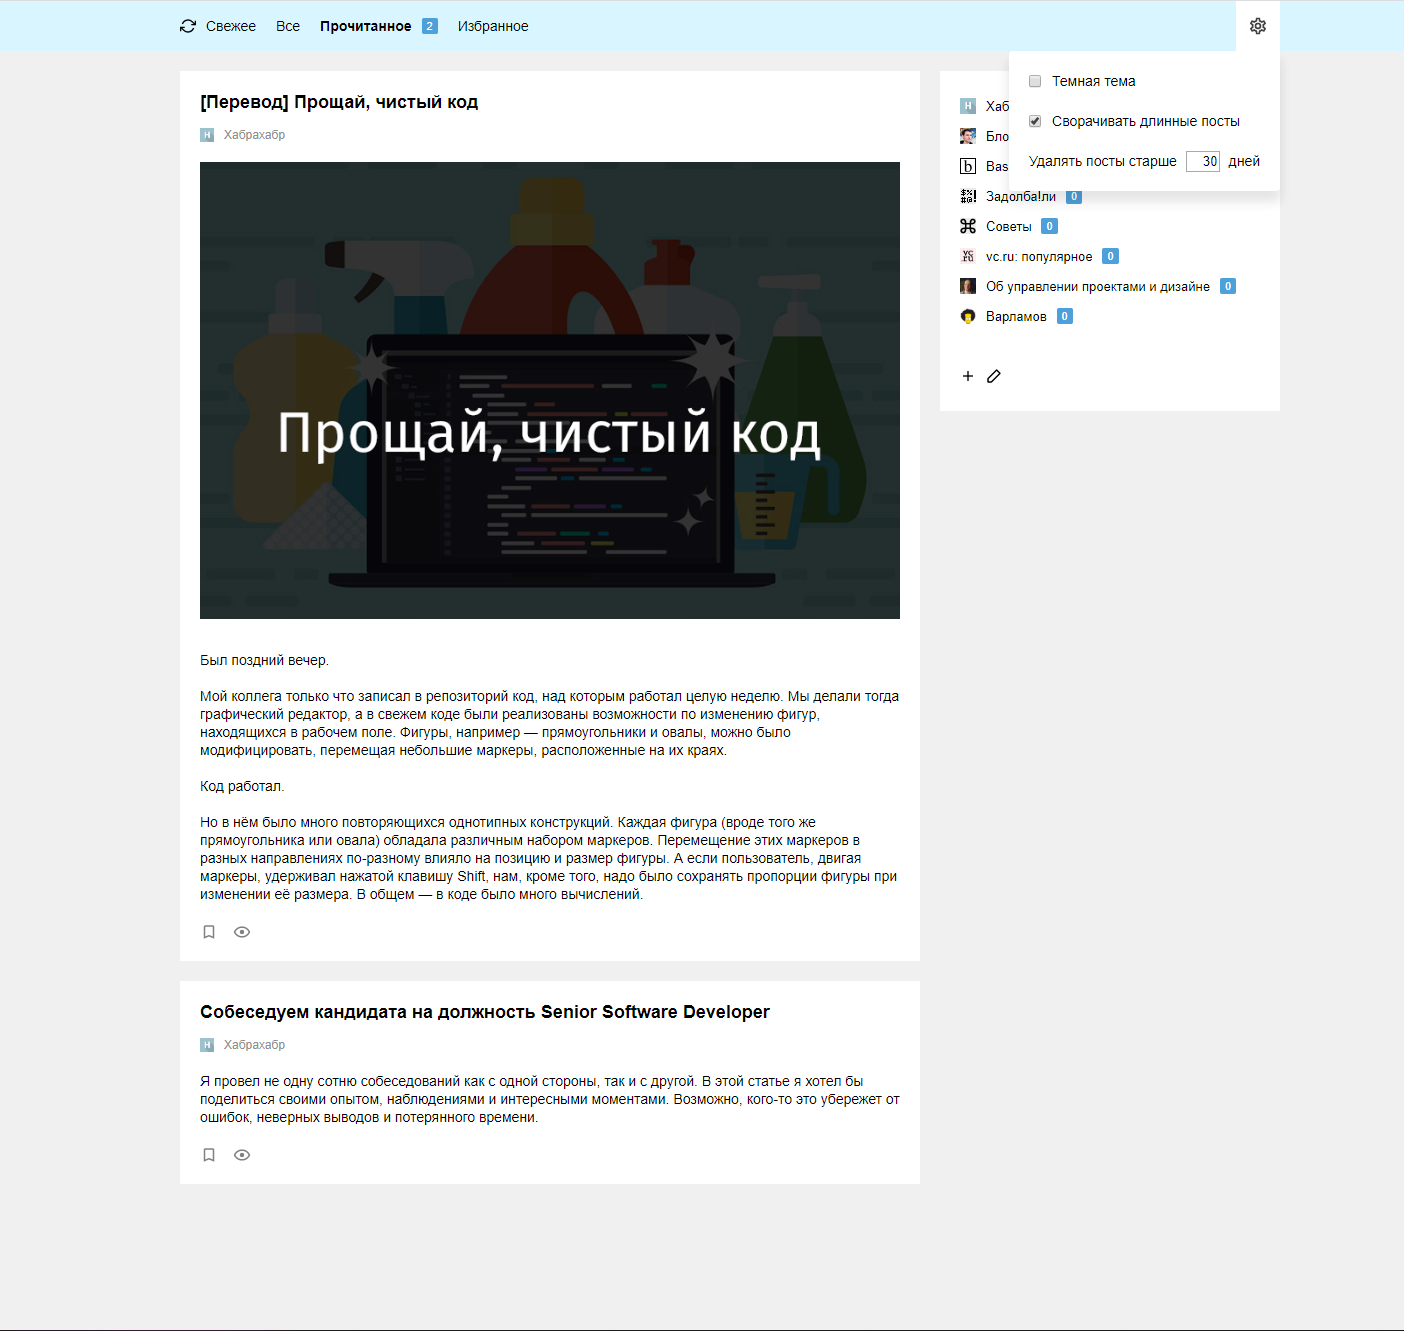 Свежее Все Прочитанное 2 Избранное
Темная тема
Сворачивать длинные посты
Удалять посты старше 30 дней
[Перевод] Прощай, чистый код
H Хабрахабр
Прощай, чистый код
Был поздний вечер.
Мой коллега только что записал в репозиторий код, над которым работал целую неделю. Мы делали тогда
графический редактор, а в свежем коде были реализованы возможности по изменению фигур,
находящихся в рабочем поле. Фигуры, например — прямоугольники и овалы, можно было
модифицировать, перемещая небольшие маркеры, расположенные на их краях.
Код работал.
Но в нём было много повторяющихся однотипных конструкций. Каждая фигура (вроде того же
прямоугольника или овала) обладала различным набором маркеров. Перемещение этих маркеров в
разных направлениях по-разному влияло на позицию и размер фигуры. А если пользователь, двигая
маркеры, удерживал нажатой клавишу Shift, нам, кроме того, надо было сохранять пропорции фигуры при
изменении её размера. В общем — в коде было много вычислений.
Собеседуем кандидата на должность Senior Software Developer
H Хабрахабр
Я провел не одну сотню собеседований как с одной стороны, так и с другой. В этой статье я хотел бы
поделиться своими опытом, наблюдениями и интересными моментами. Возможно, кого-то это убережет от
ошибок, неверных выводов и потерянного времени.
H Хаб
Бло
b Bas
$%!#@! Задолба!ли 0
Советы 0
vc.ru vc.ru: популярное 0
Об управлении проектами и дизайне 0
Варламов 0